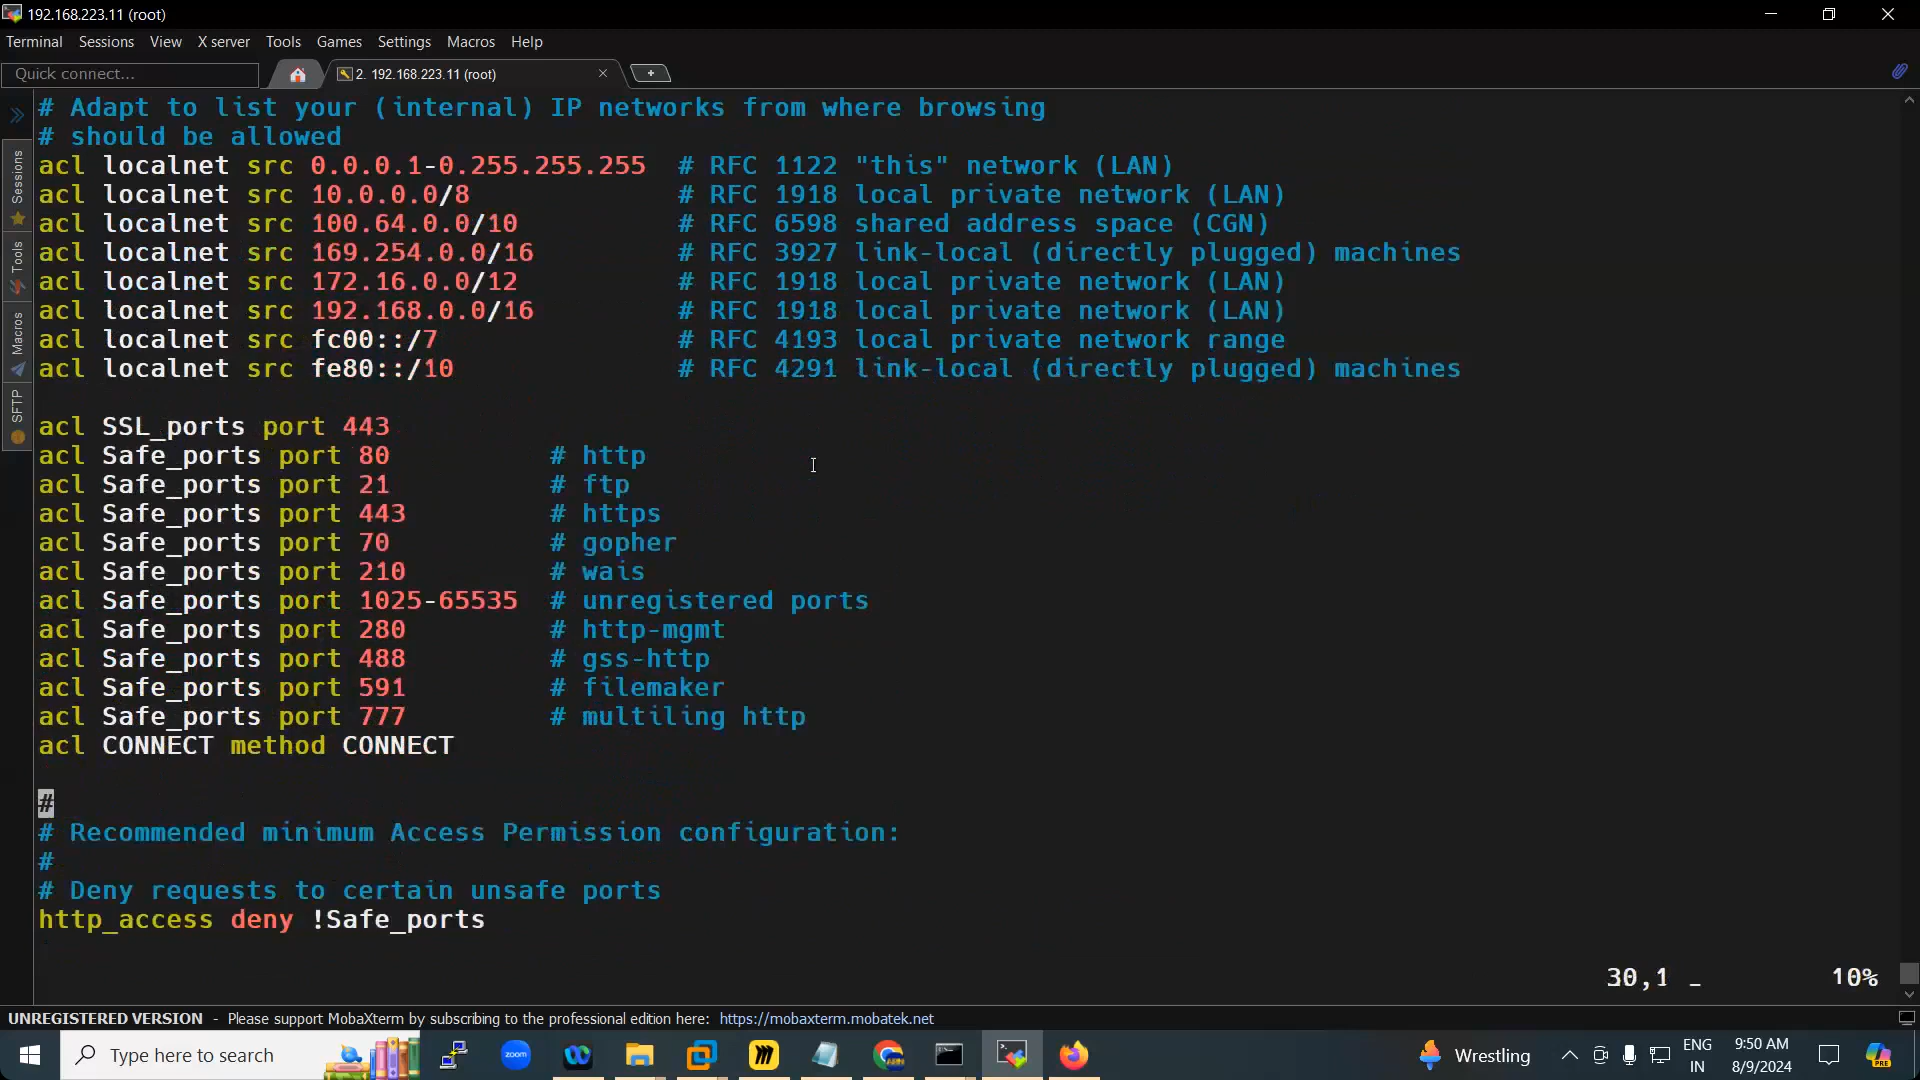 192.168.223.11 (root)
Terminal Sessions View X server Tools Games Settings Macros Help
Quick connect...
2. 192.168.223.11 (root)
Sessions
Tools
Macros
SFTP
# Adapt to list your (internal) IP networks from where browsing
# should be allowed
acl localnet src 0.0.0.1-0.255.255.255 # RFC 1122 "this" network (LAN)
acl localnet src 10.0.0.0/8 # RFC 1918 local private network (LAN)
acl localnet src 100.64.0.0/10 # RFC 6598 shared address space (CGN)
acl localnet src 169.254.0.0/16 # RFC 3927 link-local (directly plugged) machines
acl localnet src 172.16.0.0/12 # RFC 1918 local private network (LAN)
acl localnet src 192.168.0.0/16 # RFC 1918 local private network (LAN)
acl localnet src fc00::/7 # RFC 4193 local private network range
acl localnet src fe80::/10 # RFC 4291 link-local (directly plugged) machines
acl SSL_ports port 443
acl Safe_ports port 80 # http
acl Safe_ports port 21 # ftp
acl Safe_ports port 443 # https
acl Safe_ports port 70 # gopher
acl Safe_ports port 210 # wais
acl Safe_ports port 1025-65535 # unregistered ports
acl Safe_ports port 280 # http-mgmt
acl Safe_ports port 488 # gss-http
acl Safe_ports port 591 # filemaker
acl Safe_ports port 777 # multiling http
acl CONNECT method CONNECT
#
# Recommended minimum Access Permission configuration:
#
# Deny requests to certain unsafe ports
http_access deny !Safe_ports
30,1 _ 10%
UNREGISTERED VERSION - Please support MobaXterm by subscribing to the professional edition here: https://mobaxterm.mobatek.net
Type here to search
zoom
Wrestling
ENG
IN
9:50 AM
8/9/2024
PRE